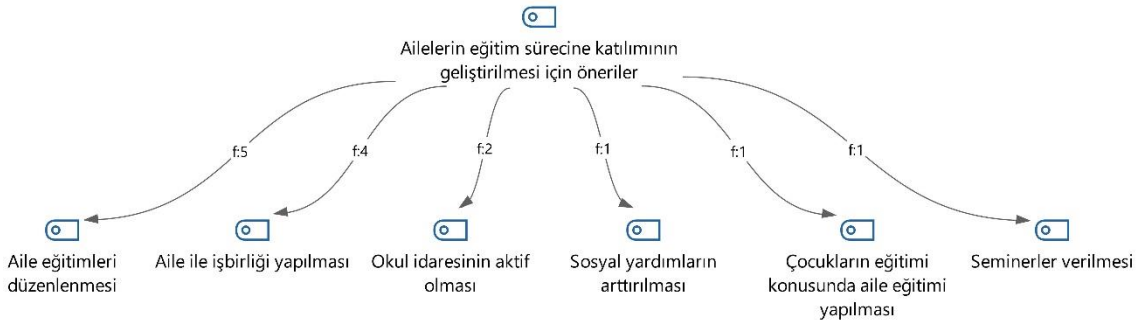 Ailelerin eğitim sürecine katılımının
geliştirilmesi için öneriler
f:5
f:4
f:2
f:1
f:1
f:1
Aile eğitimleri
düzenlenmesi
Aile ile işbirliği yapılması
Okul idaresinin aktif
olması
Sosyal yardımların
arttırılması
Çocukların eğitimi
konusunda aile eğitimi
yapılması
Seminerler verilmesi